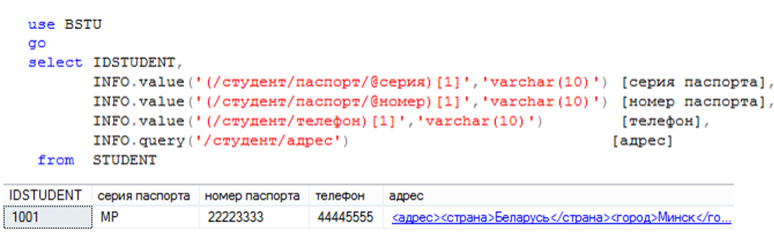 use BSTU
go
select IDSTUDENT,
INFO.value('(/студент/паспорт/@серия)[1]','varchar(10)') [серия паспорта],
INFO.value('(/студент/паспорт/@номер)[1]','varchar(10)') [номер паспорта],
INFO.value('(/студент/телефон)[1]','varchar(10)') [телефон],
INFO.query('/студент/адрес') [адрес]
from STUDENT
IDSTUDENT серия паспорта номер паспорта телефон адрес
1001 MP 22223333 44445555 <адрес><страна>Беларусь</страна><город>Минск</го...